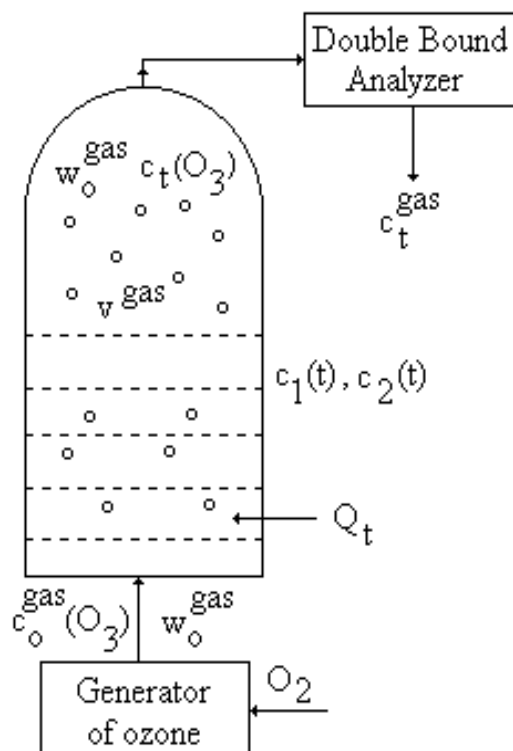 Double Bound
Analyzer
w_o^gas c_t(O_3)
c_t^gas
v^gas
c_1(t), c_2(t)
Q_t
c_o^gas(O_3) w_o^gas
O_2
Generator
of ozone